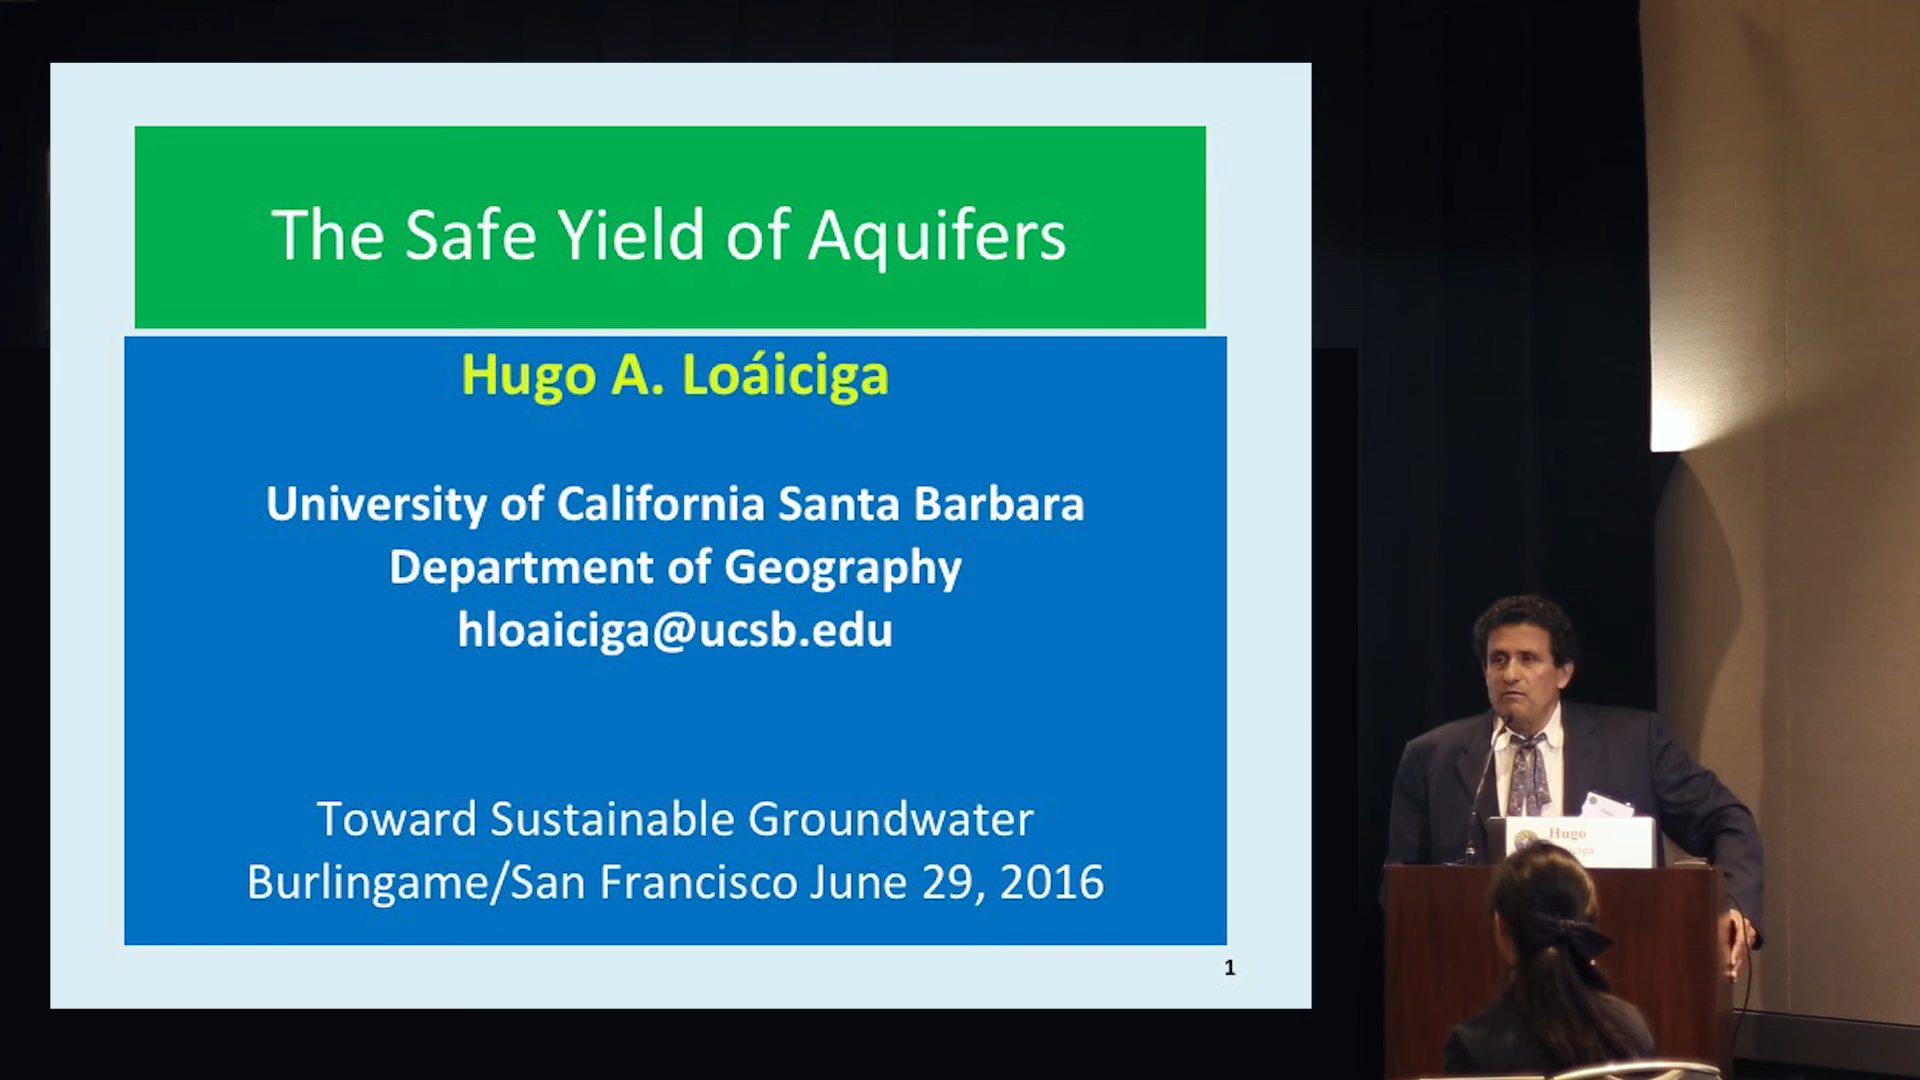 The Safe Yield of Aquifers
Hugo A. Loáiciga
University of California Santa Barbara
Department of Geography
hloaiciga@ucsb.edu
Toward Sustainable Groundwater
Burlingame/San Francisco June 29, 2016
1
Hugo